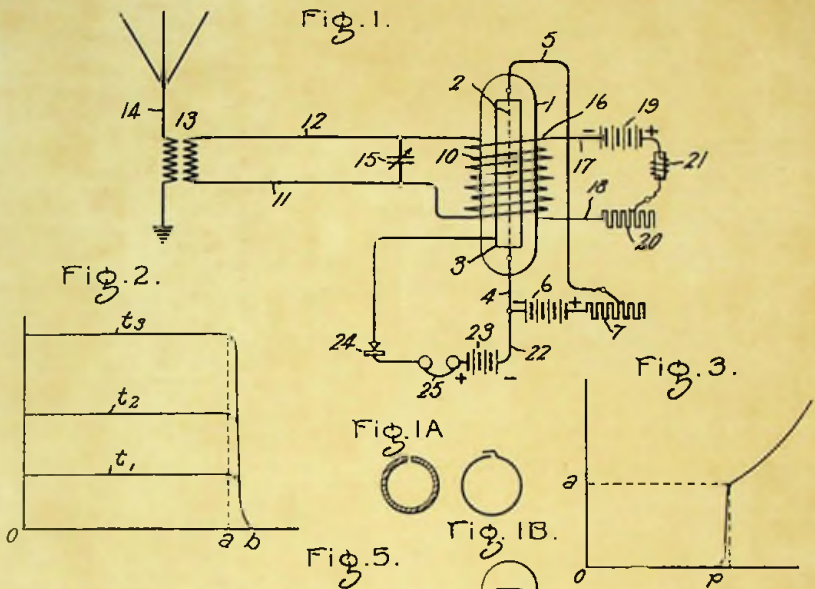 Fig. 1.
5
2
1
16
19
14
13
12
- +
10
17
15
21
11
18
3
20
4
6
- +
7
24
23
22
25
+ -
Fig. 2.
t3
t2
t1
O a b
Fig. 1A
Fig. 1B.
Fig. 3.
a
O p
Fig. 5.